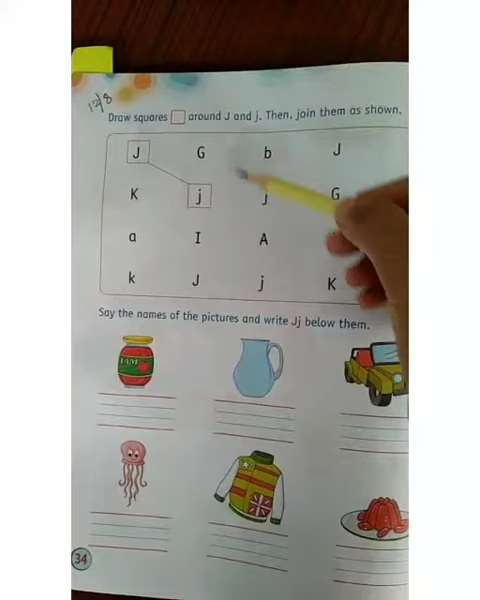 12/8
Draw squares □ around J and j. Then, join them as shown.
J G b J
K j J G
a I A
k J j K
Say the names of the pictures and write Jj below them.
JAM
34